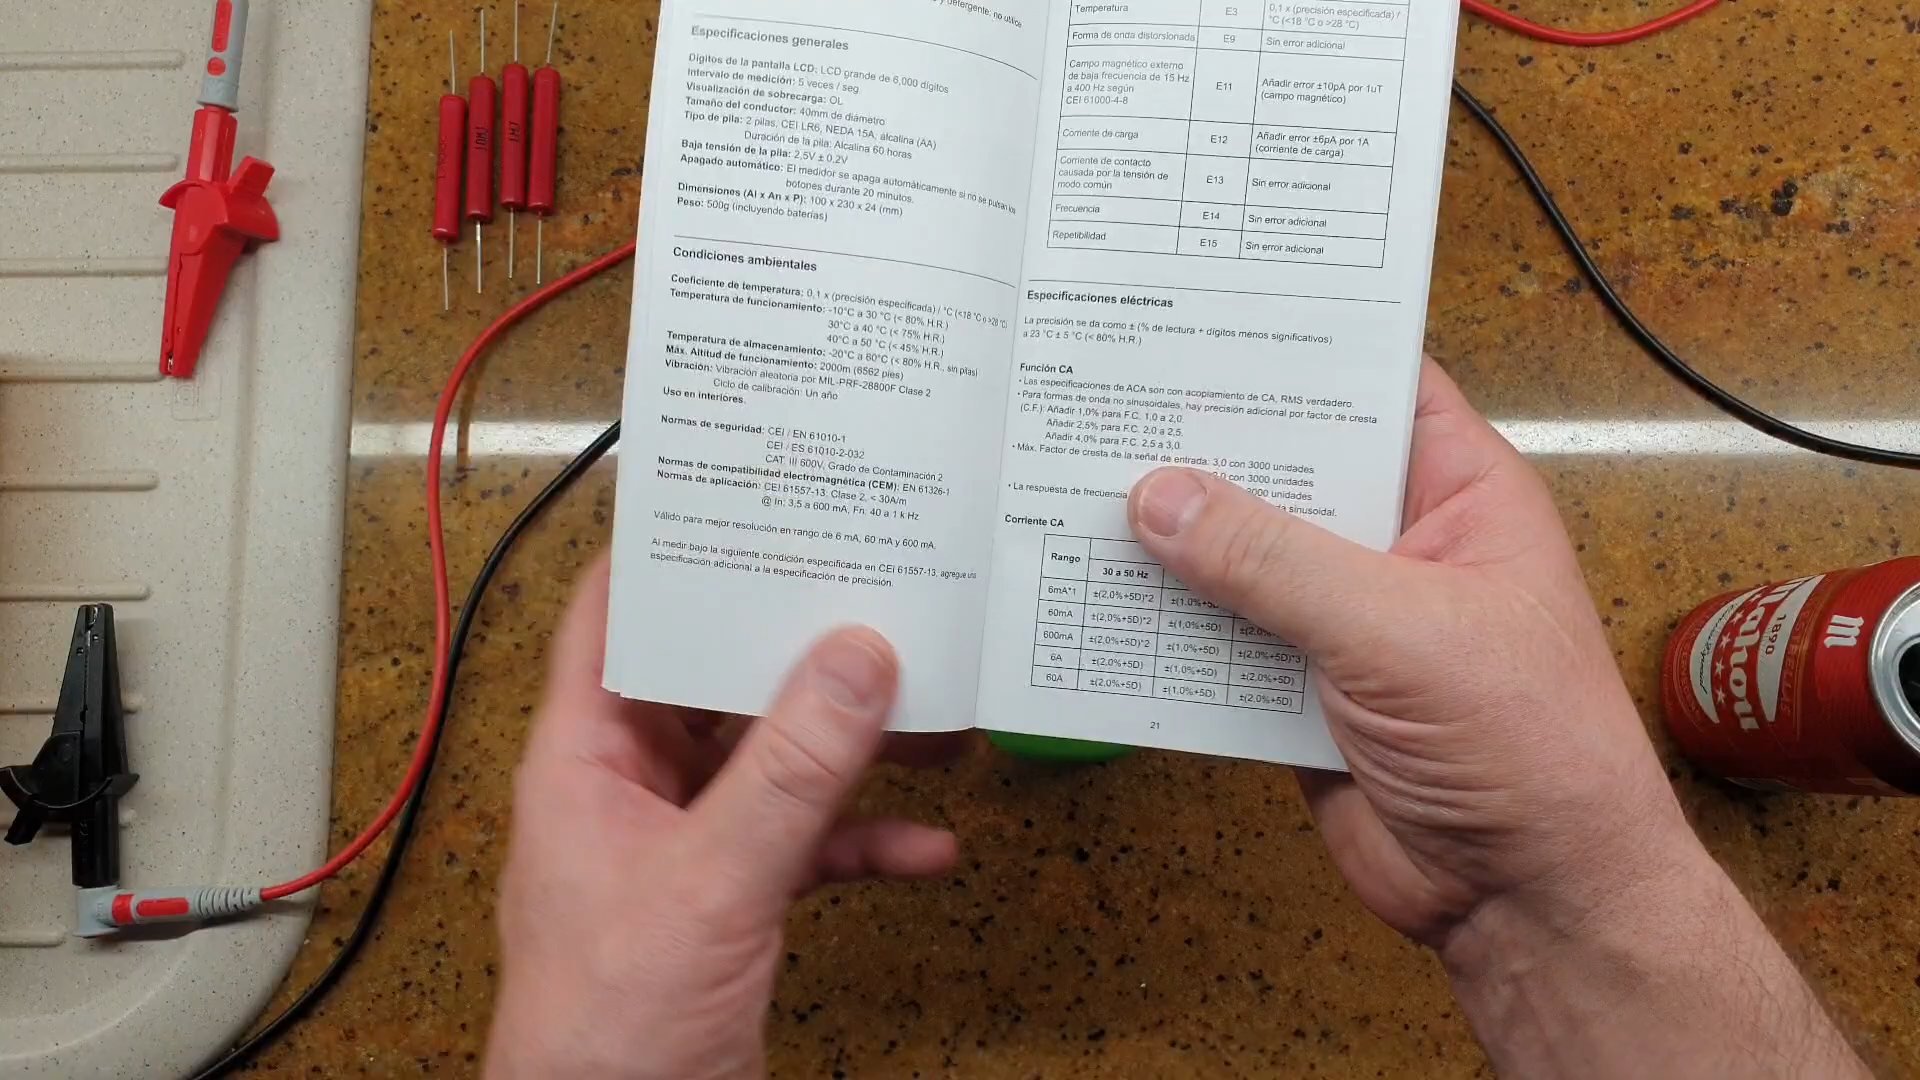 y detergente; no utilice
Especificaciones generales
Dígitos de la pantalla LCD: LCD grande de 6,000 dígitos
Intervalo de medición: 5 veces / seg.
Visualización de sobrecarga: OL
Tamaño del conductor: 40mm de diámetro
Tipo de pila: 2 pilas, CEI LR6, NEDA 15A, alcalina (AA)
Duración de la pila: Alcalina 60 horas
Baja tensión de la pila: 2,5V ± 0,2V
Apagado automático: El medidor se apaga automáticamente si no se pulsan los
botones durante 20 minutos.
Dimensiones (Al x An x P): 100 x 230 x 24 (mm)
Peso: 500g (incluyendo baterías)
Condiciones ambientales
Coeficiente de temperatura: 0,1 x (precisión especificada) / °C (<18 °C o >28 °C)
Temperatura de funcionamiento: -10°C a 30 °C (< 80% H.R.)
30°C a 40 °C (< 75% H.R.)
40°C a 50 °C (< 45% H.R.)
Temperatura de almacenamiento: -20°C a 60°C (< 80% H.R., sin pilas)
Máx. Altitud de funcionamiento: 2000m (6562 pies)
Vibración: Vibración aleatoria por MIL-PRF-28800F Clase 2
Ciclo de calibración: Un año
Uso en interiores.
Normas de seguridad: CEI / EN 61010-1
CEI / ES 61010-2-032
CAT. III 600V, Grado de Contaminación 2
Normas de compatibilidad electromagnética (CEM): EN 61326-1
Normas de aplicación: CEI 61557-13: Clase 2, < 30A/m
@ In: 3,5 a 600 mA, Fn: 40 a 1 kHz
Válido para mejor resolución en rango de 6 mA, 60 mA y 600 mA.
Al medir bajo la siguiente condición especificada en CEI 61557-13, agregue una
especificación adicional a la especificación de precisión.
Temperatura E3 0,1 x (precisión especificada) /
°C (<18 °C o >28 °C)
Forma de onda distorsionada E9 Sin error adicional
Campo magnético externo
de baja frecuencia de 15 Hz
a 400 Hz según
CEI 61000-4-8
E11
Añadir error ±10pA por 1uT
(campo magnético)
Corriente de carga E12 Añadir error ±6pA por 1A
(corriente de carga)
Corriente de contacto
causada por la tensión de
modo común
E13 Sin error adicional
Frecuencia E14 Sin error adicional
Repetibilidad E15 Sin error adicional
Especificaciones eléctricas
La precisión se da como ± (% de lectura + dígitos menos significativos)
a 23 °C ± 5 °C (< 80% H.R.)
Función CA
• Las especificaciones de ACA son con acoplamiento de CA, RMS verdadero.
• Para formas de onda no sinusoidales, hay precisión adicional por factor de cresta
(C.F.): Añadir 1,0% para F.C. 1,0 a 2,0.
Añadir 2,5% para F.C. 2,0 a 2,5.
Añadir 4,0% para F.C. 2,5 a 3,0.
• Máx. Factor de cresta de la señal de entrada: 3,0 con 3000 unidades
con 3000 unidades
unidades
• La respuesta de frecuencia sinusoidal.
Corriente CA
Rango
30 a 50 Hz
6mA*1 ±(2,0%+5D)*2
60mA ±(2,0%+5D)*2 ±(1,0%+5D)
600mA ±(2,0%+5D)*2 ±(1,0%+5D) ±(2,0%+5D)*3
6A ±(2,0%+5D) ±(1,0%+5D) ±(2,0%+5D)
60A ±(2,0%+5D) ±(1,0%+5D) ±(2,0%+5D)
21
Mahou
1890